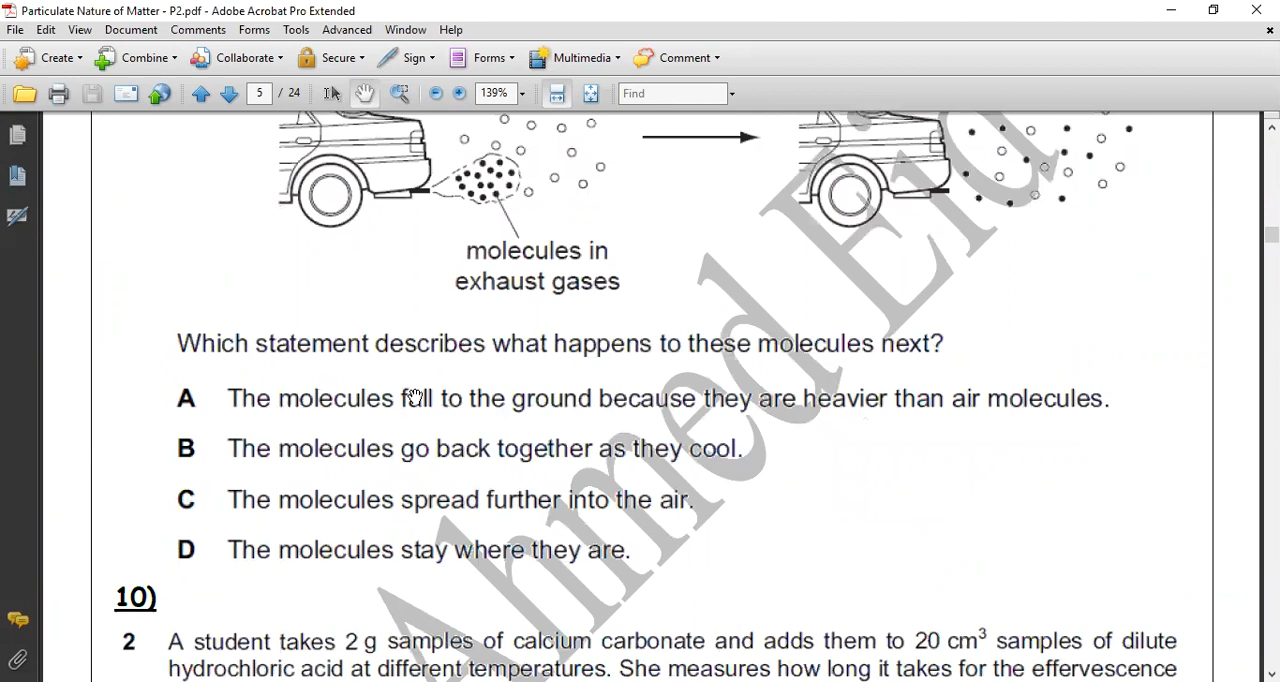 Particulate Nature of Matter - P2.pdf - Adobe Acrobat Pro Extended
File Edit View Document Comments Forms Tools Advanced Window Help
Create Combine Collaborate Secure Sign Forms Multimedia Comment
5 / 24 139% Find
molecules in
exhaust gases
Which statement describes what happens to these molecules next?
A The molecules fall to the ground because they are heavier than air molecules.
B The molecules go back together as they cool.
C The molecules spread further into the air.
D The molecules stay where they are.
10)
2 A student takes 2 g samples of calcium carbonate and adds them to 20 cm³ samples of dilute
hydrochloric acid at different temperatures. She measures how long it takes for the effervescence
Ahmed Eid